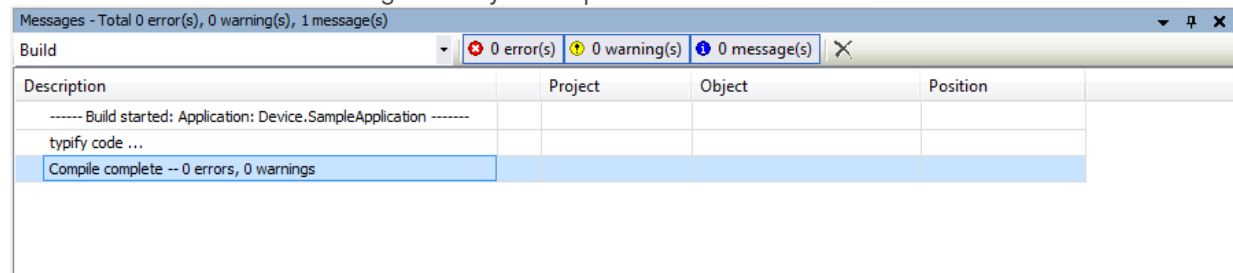 Messages - Total 0 error(s), 0 warning(s), 1 message(s)
Build 0 error(s) 0 warning(s) 0 message(s)
Description Project Object Position
------ Build started: Application: Device.SampleApplication -------
typify code ...
Compile complete -- 0 errors, 0 warnings